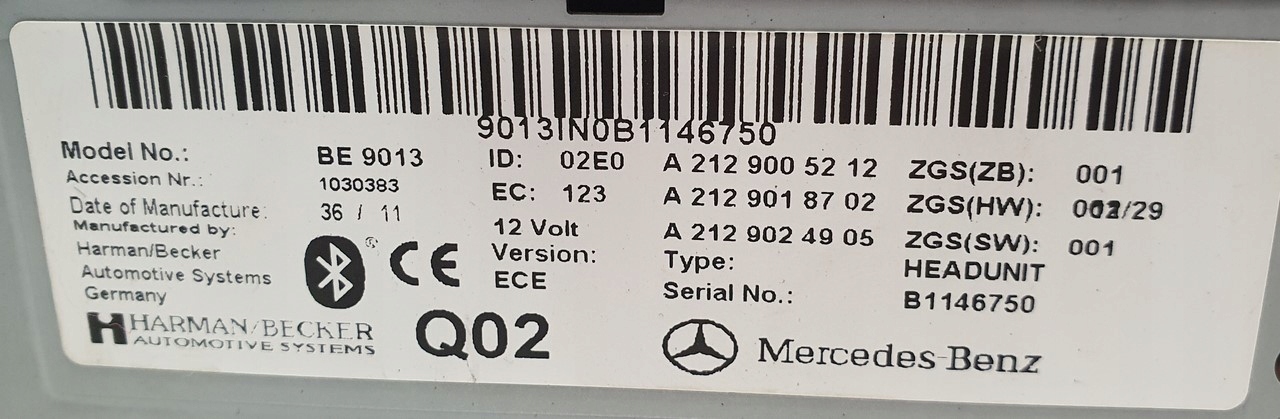 9013IN0B1146750
Model No.: BE 9013 ID: 02E0 A 212 900 52 12 ZGS(ZB): 001
Accession Nr.: 1030383 EC: 123 A 212 901 87 02 ZGS(HW): /29
Date of Manufacture: 36 / 11 12 Volt A 212 902 49 05 ZGS(SW): 001
Manufactured by: Version: Type: HEADUNIT
Harman/Becker ECE Serial No.: B1146750
Automotive Systems
Germany
CE
HARMAN/BECKER
AUTOMOTIVE SYSTEMS
Q02
Mercedes-Benz